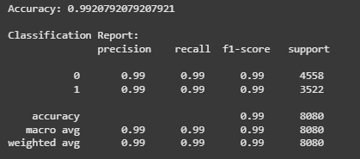 Accuracy: 0.9920792079207921
Classification Report:
precision recall f1-score support
0 0.99 0.99 0.99 4558
1 0.99 0.99 0.99 3522
accuracy 0.99 8080
macro avg 0.99 0.99 0.99 8080
weighted avg 0.99 0.99 0.99 8080